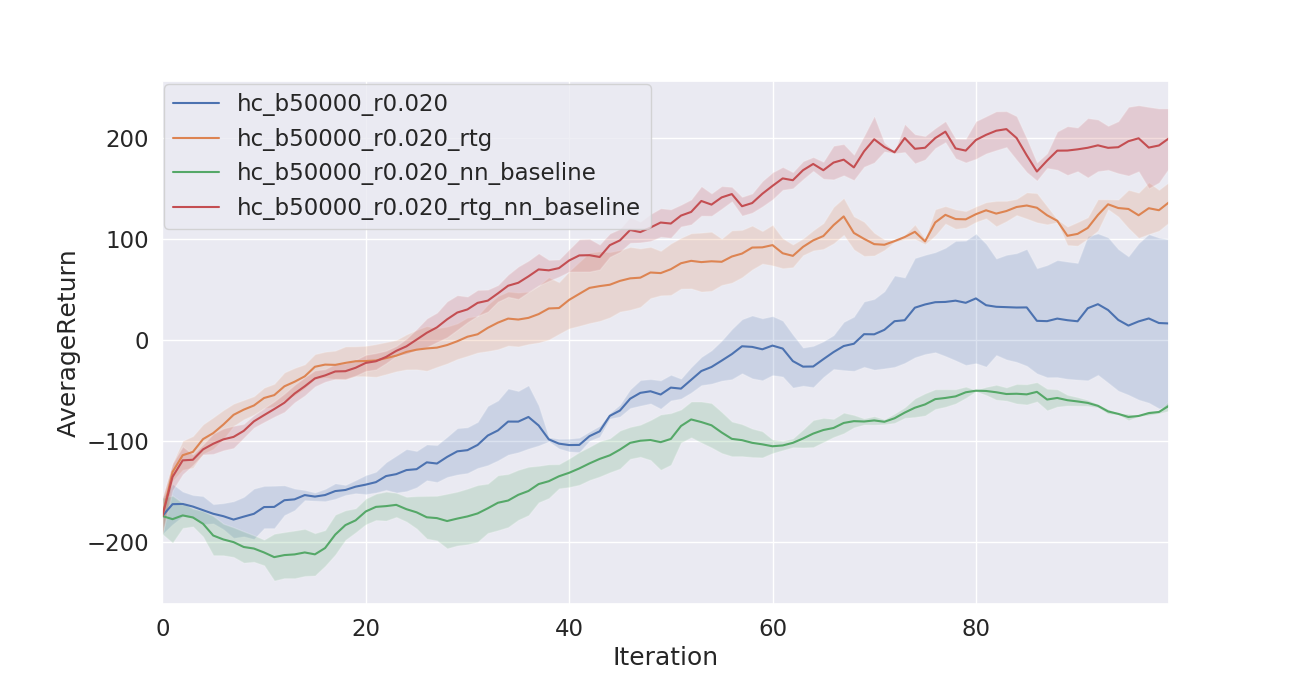 hc_b50000_r0.020
hc_b50000_r0.020_rtg
hc_b50000_r0.020_nn_baseline
hc_b50000_r0.020_rtg_nn_baseline
200
100
0
−100
−200
AverageReturn
0 20 40 60 80
Iteration